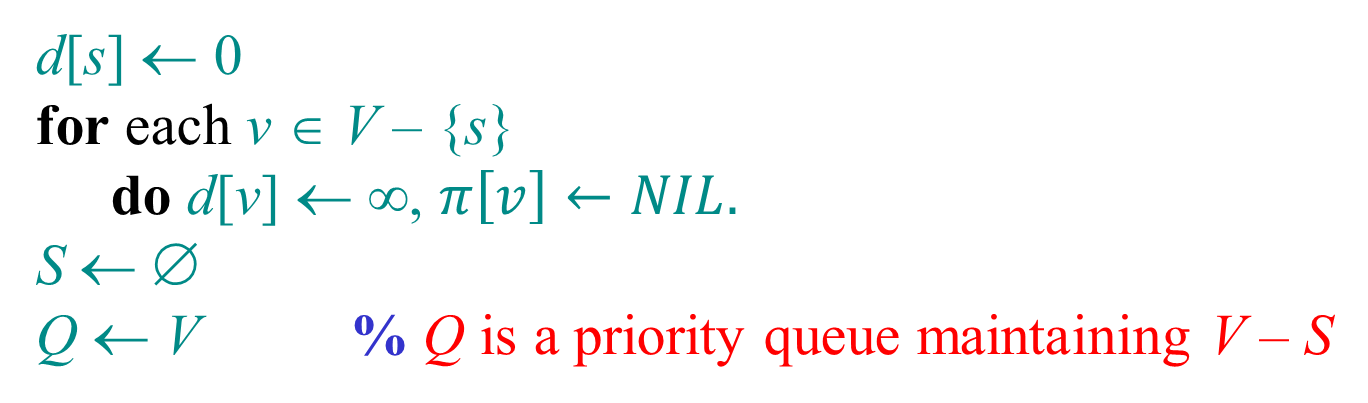 d[s] ← 0
for each v ∈ V – {s}
do d[v] ← ∞, π[v] ← NIL.
S ← ∅
Q ← V % Q is a priority queue maintaining V – S